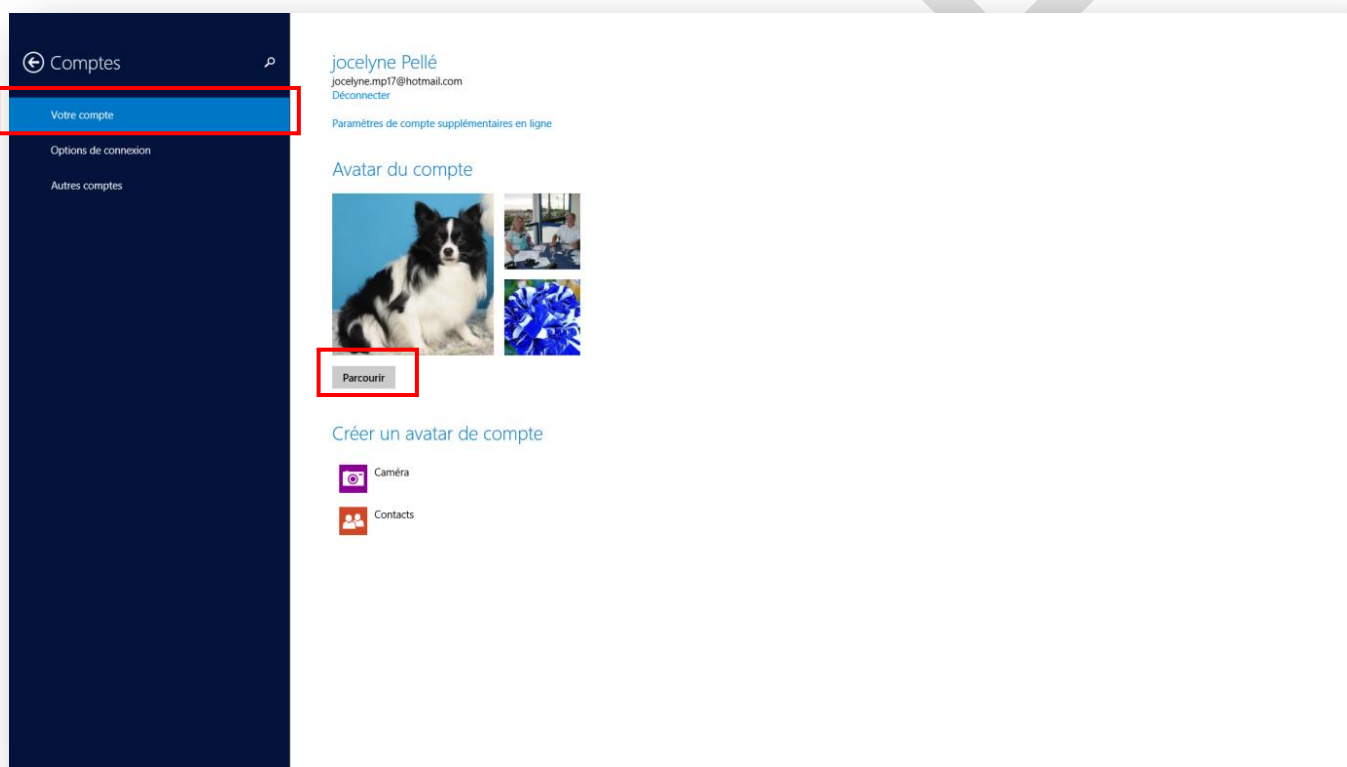 Comptes
Votre compte
Options de connexion
Autres comptes
jocelyne Pellé
jocelyne.mp17@hotmail.com
Déconnecter
Paramètres de compte supplémentaires en ligne
Avatar du compte
Parcourir
Créer un avatar de compte
Caméra
Contacts